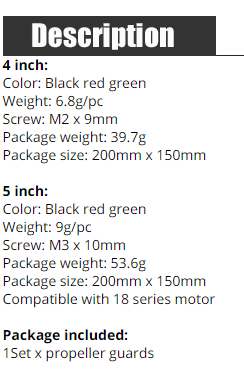 Description
4 inch:
Color: Black red green
Weight: 6.8g/pc
Screw: M2 x 9mm
Package weight: 39.7g
Package size: 200mm x 150mm
5 inch:
Color: Black red green
Weight: 9g/pc
Screw: M3 x 10mm
Package weight: 53.6g
Package size: 200mm x 150mm
Compatible with 18 series motor
Package included:
1Set x propeller guards